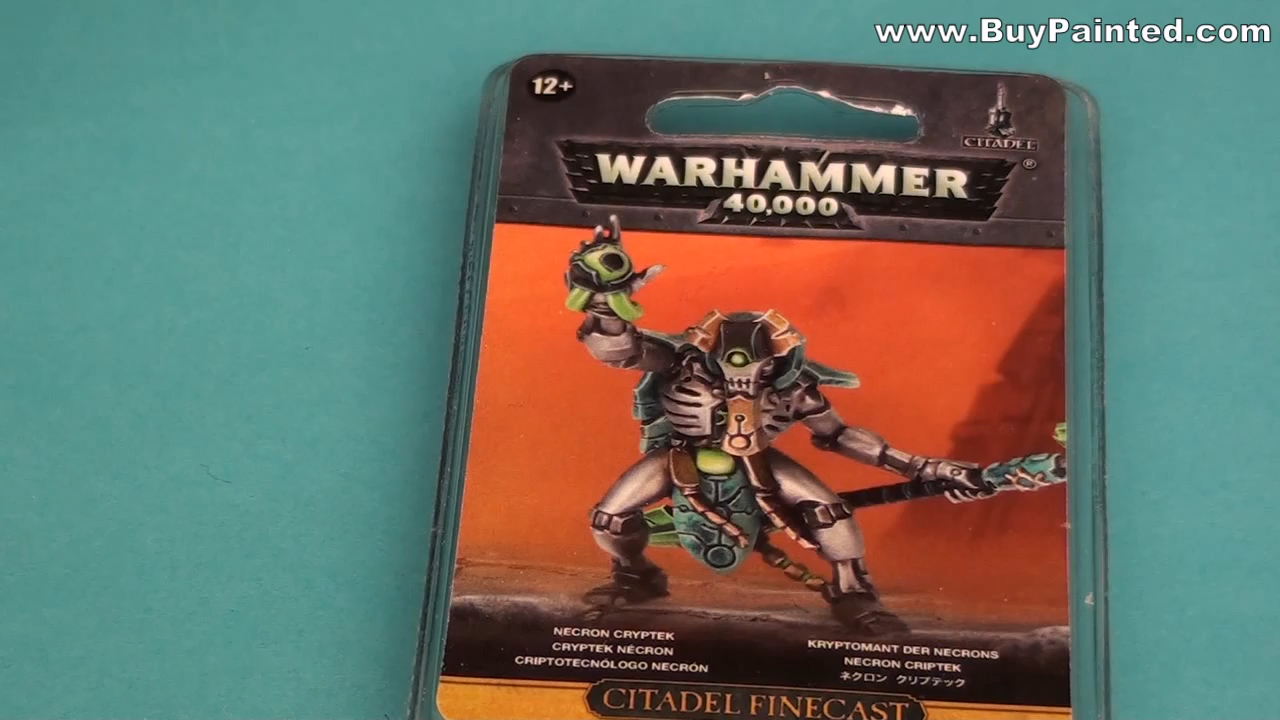 www.BuyPainted.com
12+
CITADEL
WARHAMMER®
40,000
NECRON CRYPTEK
CRYPTEK NÉCRON
CRIPTOTECNÓLOGO NECRÓN
KRYPTOMANT DER NECRONS
NECRON CRIPTEK
ネクロン クリプテック
CITADEL FINECAST